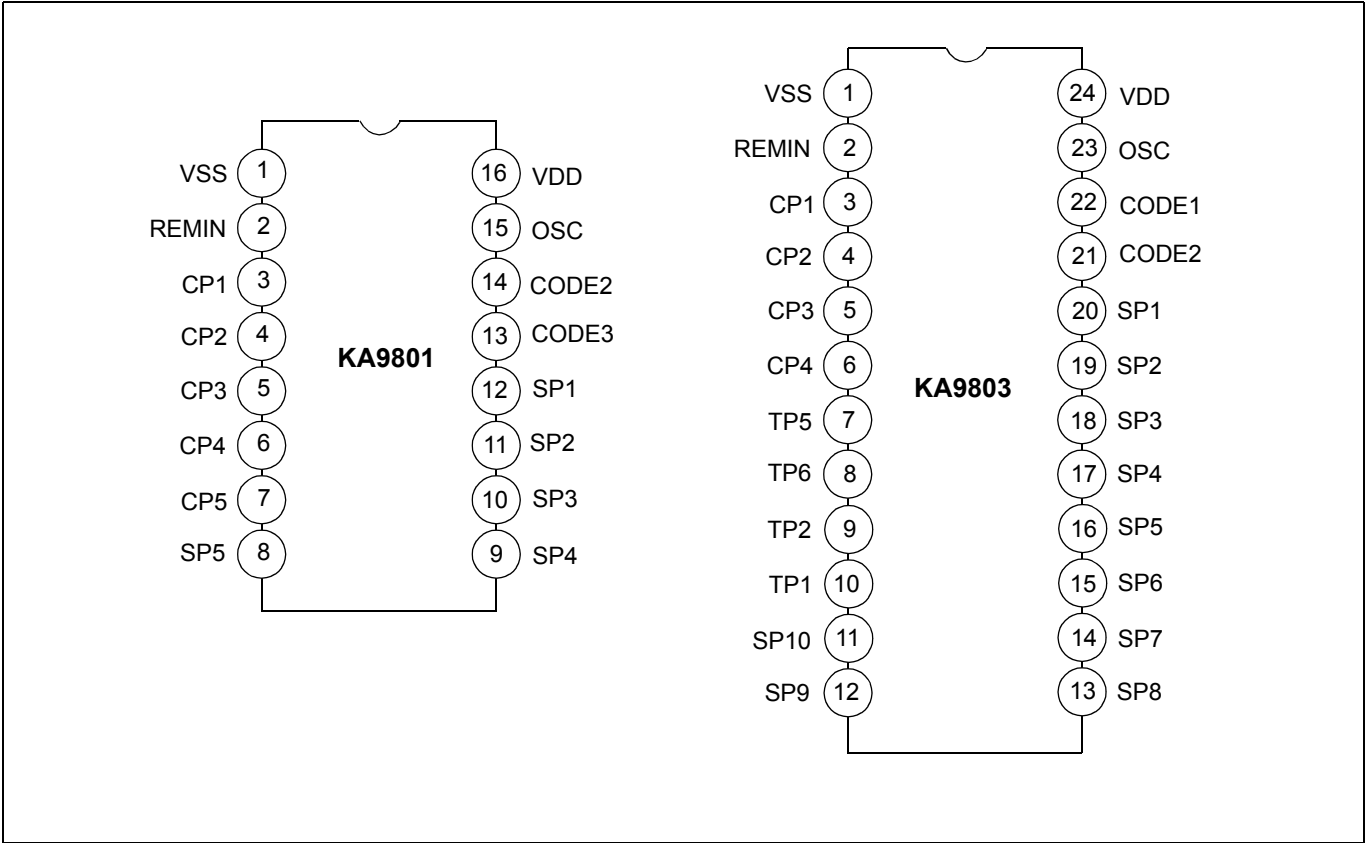 VSS 1 16 VDD
REMIN 2 15 OSC
CP1 3 14 CODE2
CP2 4 13 CODE3
KA9801
CP3 5 12 SP1
CP4 6 11 SP2
CP5 7 10 SP3
SP5 8 9 SP4
VSS 1 24 VDD
REMIN 2 23 OSC
CP1 3 22 CODE1
CP2 4 21 CODE2
CP3 5 20 SP1
CP4 6 19 SP2
KA9803
TP5 7 18 SP3
TP6 8 17 SP4
TP2 9 16 SP5
TP1 10 15 SP6
SP10 11 14 SP7
SP9 12 13 SP8